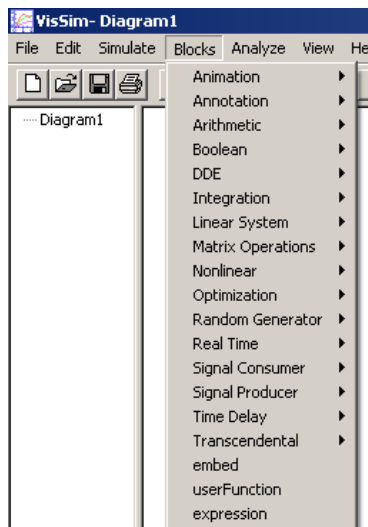 VisSim- Diagram1
File Edit Simulate Blocks Analyze View He
Diagram1
Animation
Annotation
Arithmetic
Boolean
DDE
Integration
Linear System
Matrix Operations
Nonlinear
Optimization
Random Generator
Real Time
Signal Consumer
Signal Producer
Time Delay
Transcendental
embed
userFunction
expression